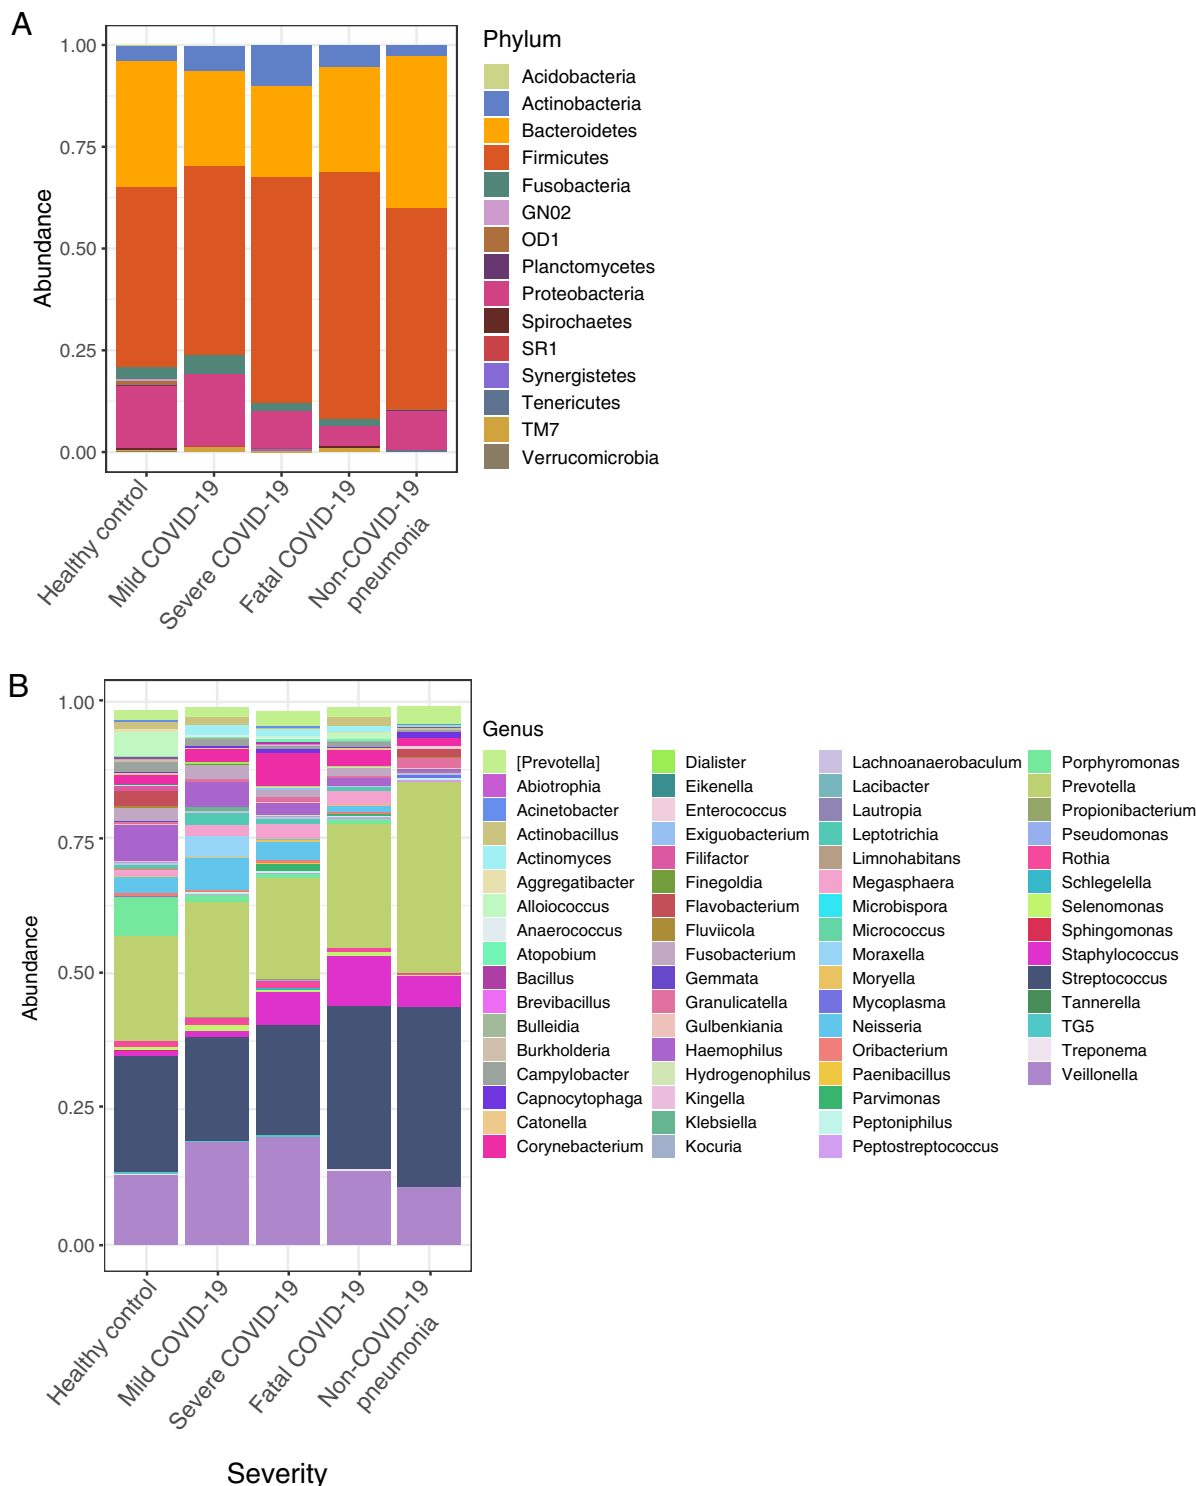 A
Phylum
1.00
0.75
0.50
0.25
0.00
Abundance
Acidobacteria
Actinobacteria
Bacteroidetes
Firmicutes
Fusobacteria
GN02
OD1
Planctomycetes
Proteobacteria
Spirochaetes
SR1
Synergistetes
Tenericutes
TM7
Verrucomicrobia
Healthy control
Mild COVID-19
Severe COVID-19
Fatal COVID-19
Non-COVID-19
pneumonia
B
Genus
1.00
0.75
0.50
0.25
0.00
Abundance
[Prevotella]
Abiotrophia
Acinetobacter
Actinobacillus
Actinomyces
Aggregatibacter
Alloiococcus
Anaerococcus
Atopobium
Bacillus
Brevibacillus
Bulleidia
Burkholderia
Campylobacter
Capnocytophaga
Catonella
Corynebacterium
Dialister
Eikenella
Enterococcus
Exiguobacterium
Filifactor
Finegoldia
Flavobacterium
Fluviicola
Fusobacterium
Gemmata
Granulicatella
Gulbenkiania
Haemophilus
Hydrogenophilus
Kingella
Klebsiella
Kocuria
Lachnoanaerobaculum
Lacibacter
Lautropia
Leptotrichia
Limnohabitans
Megasphaera
Microbispora
Micrococcus
Moraxella
Moryella
Mycoplasma
Neisseria
Oribacterium
Paenibacillus
Parvimonas
Peptoniphilus
Peptostreptococcus
Porphyromonas
Prevotella
Propionibacterium
Pseudomonas
Rothia
Schlegelella
Selenomonas
Sphingomonas
Staphylococcus
Streptococcus
Tannerella
TG5
Treponema
Veillonella
Healthy control
Mild COVID-19
Severe COVID-19
Fatal COVID-19
Non-COVID-19
pneumonia
Severity